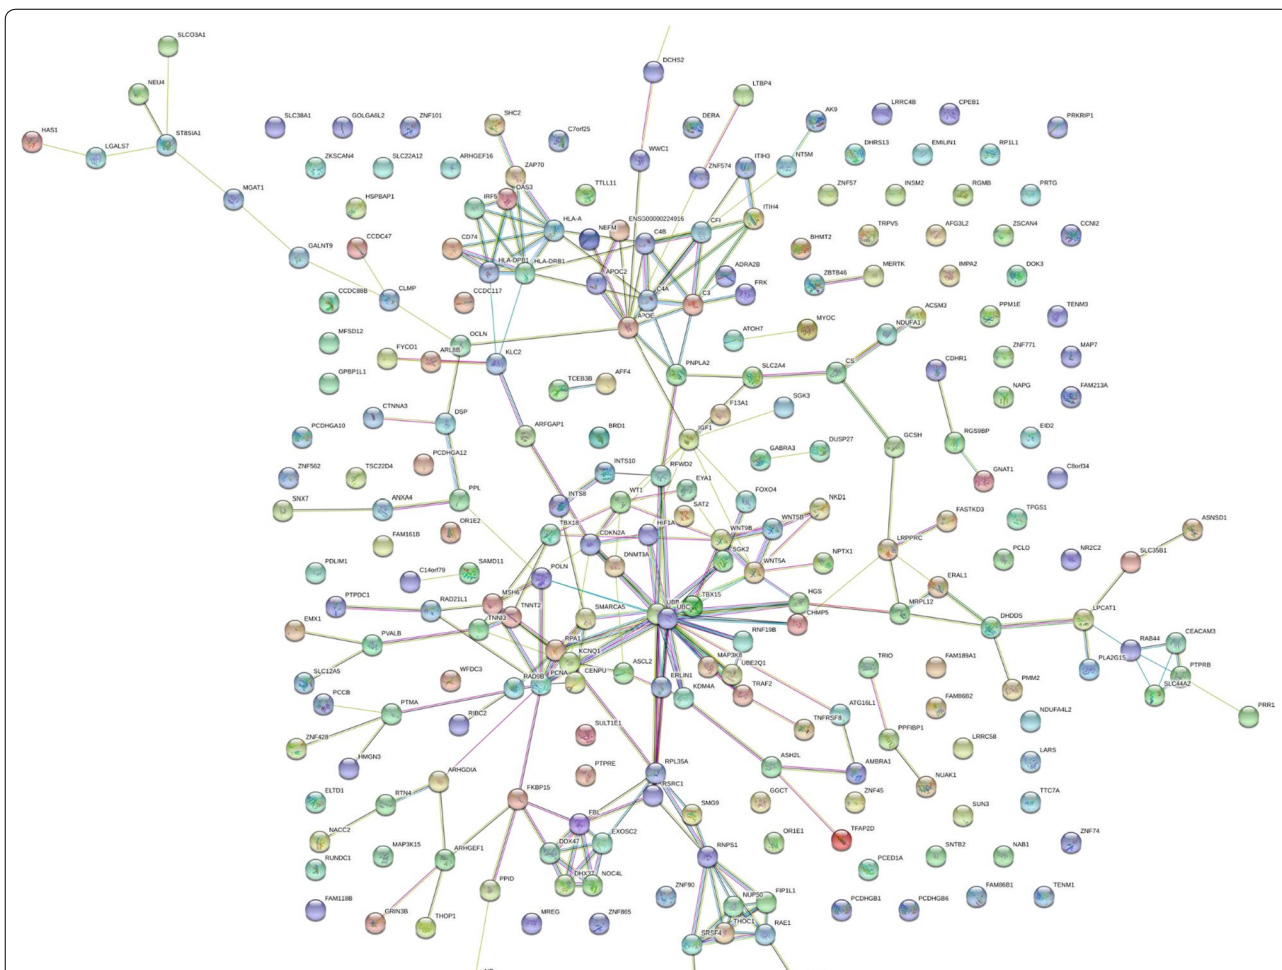 SLCO3A1
DCHS2
NEU4
LTBP4
HAS1
LGALS7
ST8SIA1
SLC38A1
GOLGA6L2
ZNF101
SHC2
C7orf25
DERA
AK9
LRRC4B
CPEB1
PRKRIP1
MGAT1
ZKSCAN4
SLC22A12
ARHGEF16
ZAP70
WWC1
ZNF574
ITIH3
NT5M
DHRS13
EMILIN1
RP1L1
HSPBAP1
IRF5
OAS3
TTLL11
ZNF57
INSM2
RGMB
PRTG
GALNT9
CCDC47
CD74
HLA-A
NEFM
ENSG00000224916
C4B
CFI
ITIH4
BHMT2
TRPV5
AFG3L2
ZSCAN4
CCNI2
HLA-DPB1
HLA-DRB1
APOC2
ADRA2B
ZBTB46
MERTK
IMPA2
DOK3
CCDC88B
CLMP
CCDC117
C4A
C3
FRK
MFSD12
OCLN
APOE
ATOH7
MYOC
NDUFA1
ACSM3
PPM1E
TENM3
GPBP1L1
FYCO1
ARL8B
KLC2
PNPLA2
SLC2A4
CS
CDHR1
ZNF771
MAP7
TCEB3B
AFF4
NAPG
FAM213A
PCDHGA10
CTNNA3
DSP
ARFGAP1
BRD1
IGF1
F13A1
SGK3
GCSH
RGS9BP
EID2
ZNF562
TSC22D4
PCDHGA12
INTS10
RFWD2
GABRA3
DUSP27
GNAT1
C8orf34
SNX7
ANXA4
PPL
INTS8
WT1
EYA1
FOXO4
NKD1
FAM161B
OR1E2
TBX18
CDKN2A
HIF1A
SAT2
WNT9B
WNT5B
LRPPRC
FASTKD3
TPGS1
ASNSD1
PDLIM1
C14orf79
SAMD11
POLN
DNMT3A
SGK2
WNT5A
NPTX1
PCLO
NR2C2
SLC35B1
PTPDC1
RAD21L1
MSH6
TNNT2
SMARCA5
UBB
UBC
TBX15
HGS
CHMP5
MRPL12
ERAL1
EMX1
PVALB
TNNI3
RPA1
RNF19B
DHDDS
LPCAT1
RAB44
CEACAM3
SLC12A5
WFDC3
RAD9B
PCNA
KCNQ1
CENPU
ASCL2
ERLIN1
MAP3K8
UBE2Q1
TRIO
FAM189A1
PLA2G15
PTPRB
PCCB
PTMA
RIBC2
KDM4A
TRAF2
ATG16L1
FAM86B2
PMM2
SLC44A2
PRR1
ZNF428
HMGN3
SULT1E1
TNFRSF8
PPFIBP1
NDUFA4L2
ARHGDIA
PTPRE
RPL35A
ASH2L
AMBRA1
LRRC58
LARS
ELTD1
RTN4
FKBP15
RSRC1
GGCT
ZNF45
NUAK1
TTC7A
NACC2
FBL
EXOSC2
SMG9
SUN3
MAP3K15
ARHGEF1
DDX47
OR1E1
TFAP2D
ZNF74
RUNDC1
DHX37
NOC4L
RNPS1
PCED1A
SNTB2
NAB1
FAM118B
PPID
ZNF90
NUP50
FIP1L1
PCDHGB1
PCDHGB6
FAM86B1
TENM1
GRIN3B
THOP1
MREG
ZNF865
SRSF4
THOC1
RAE1